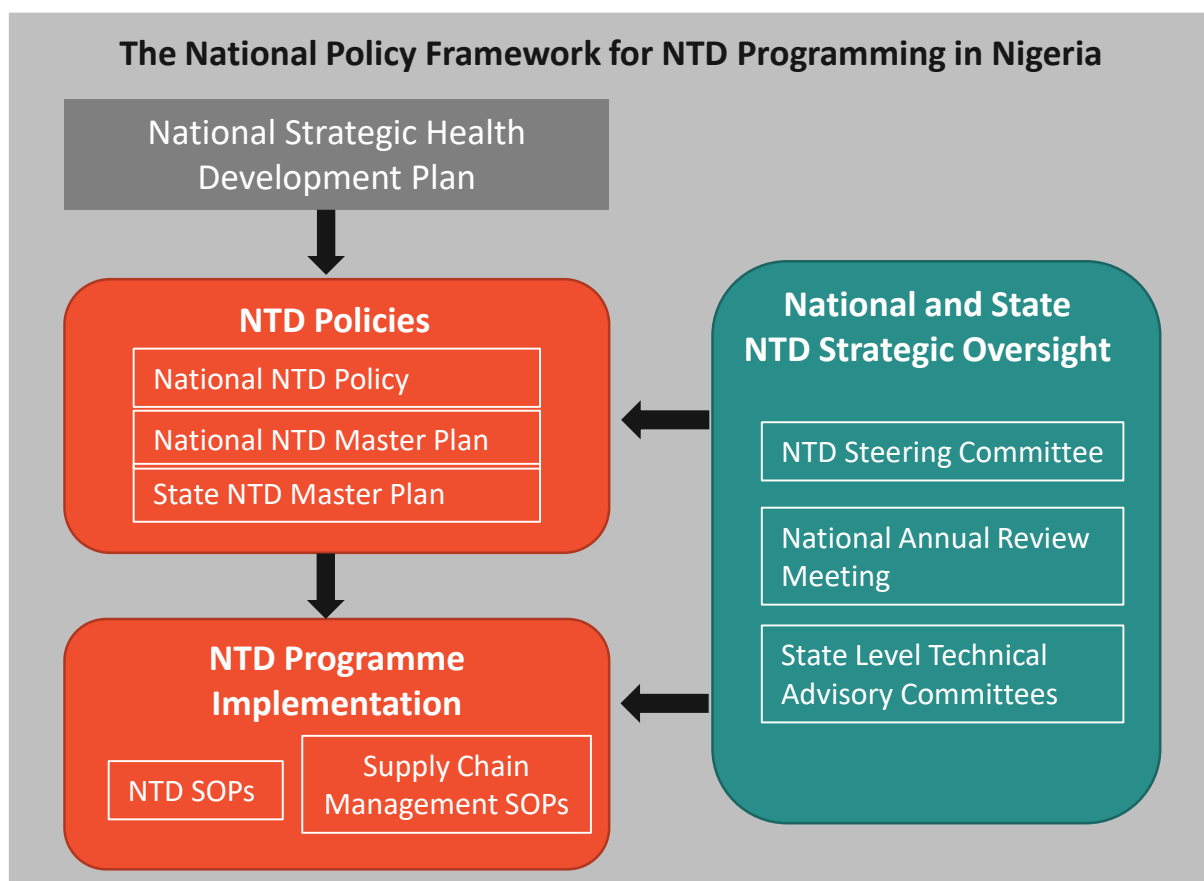 The National Policy Framework for NTD Programming in Nigeria
National Strategic Health
Development Plan
NTD Policies
National NTD Policy
National NTD Master Plan
State NTD Master Plan
NTD Programme
Implementation
NTD SOPs
Supply Chain
Management SOPs
National and State
NTD Strategic Oversight
NTD Steering Committee
National Annual Review
Meeting
State Level Technical
Advisory Committees